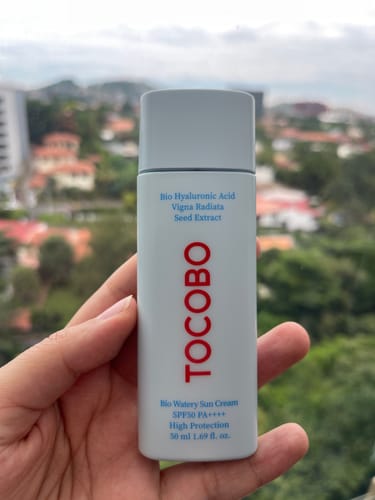 Bio Hyaluronic Acid
Vigna Radiata
Seed Extract
TOCOBO
Bio Watery Sun Cream
SPF50 PA++++
High Protection
50 ml 1.69 fl. oz.